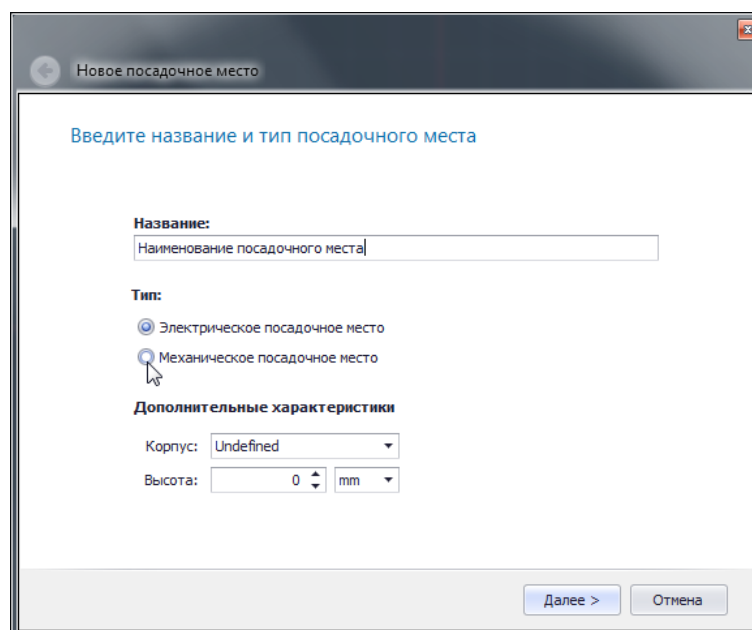 Новое посадочное место
Введите название и тип посадочного места
Название:
Наименование посадочного места
Тип:
Электрическое посадочное место
Механическое посадочное место
Дополнительные характеристики
Корпус: Undefined
Высота: 0 mm
Далее > Отмена